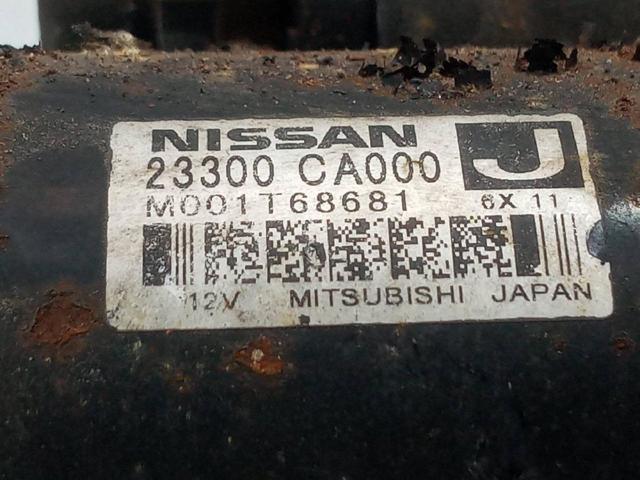 NISSAN
J
23300 CA000
M001T68681 6X 11
12V MITSUBISHI JAPAN